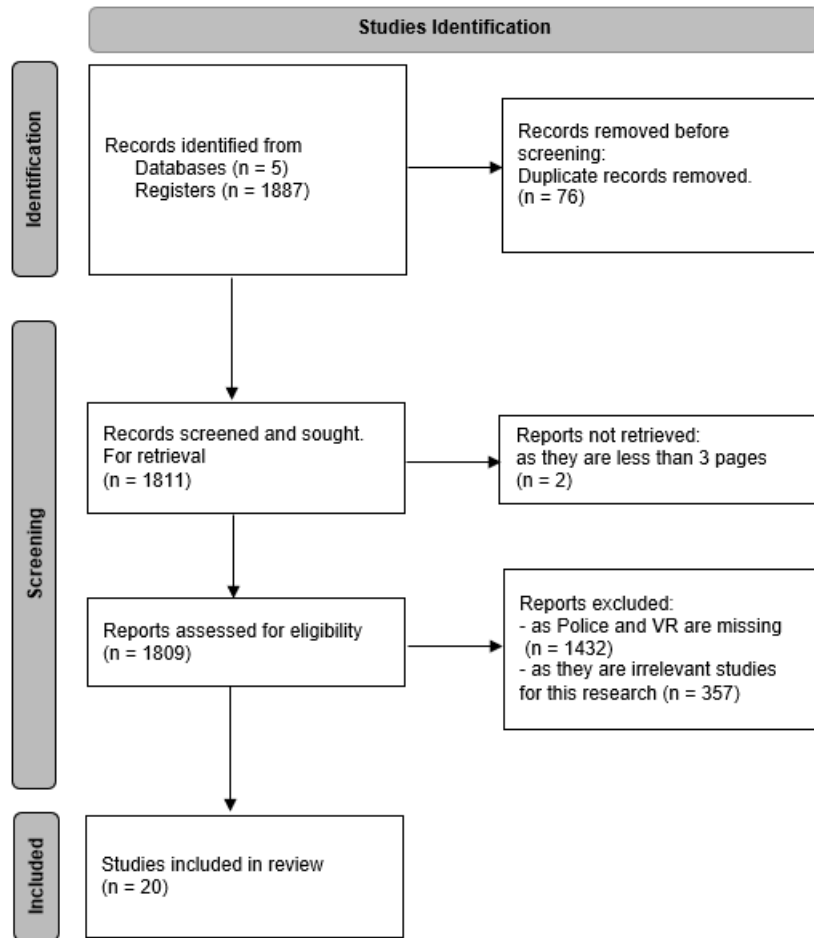 Studies Identification
Identification
Records identified from
Databases (n = 5)
Registers (n = 1887)
Records removed before
screening:
Duplicate records removed.
(n = 76)
Screening
Records screened and sought.
For retrieval
(n = 1811)
Reports not retrieved:
as they are less than 3 pages
(n = 2)
Reports assessed for eligibility
(n = 1809)
Reports excluded:
- as Police and VR are missing
(n = 1432)
- as they are irrelevant studies
for this research (n = 357)
Included
Studies included in review
(n = 20)